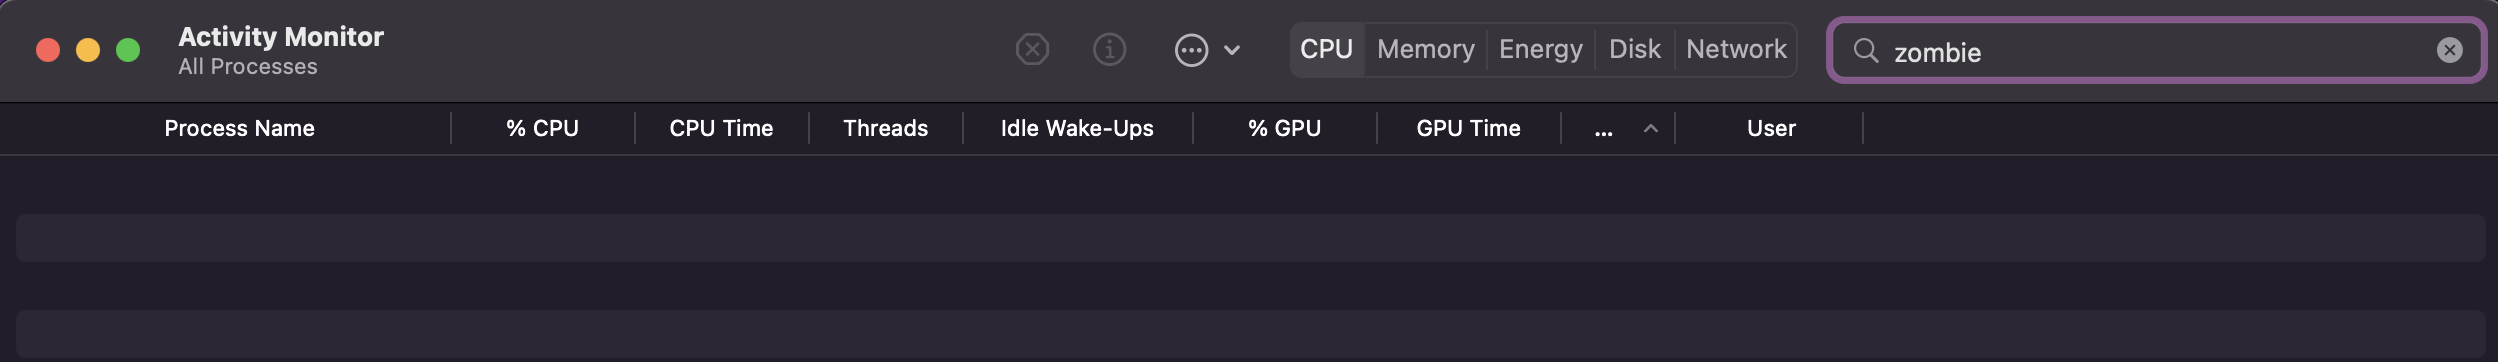 Activity Monitor
All Processes
CPU Memory Energy Disk Network
zombie
Process Name % CPU CPU Time Threads Idle Wake-Ups % GPU GPU Time ... User